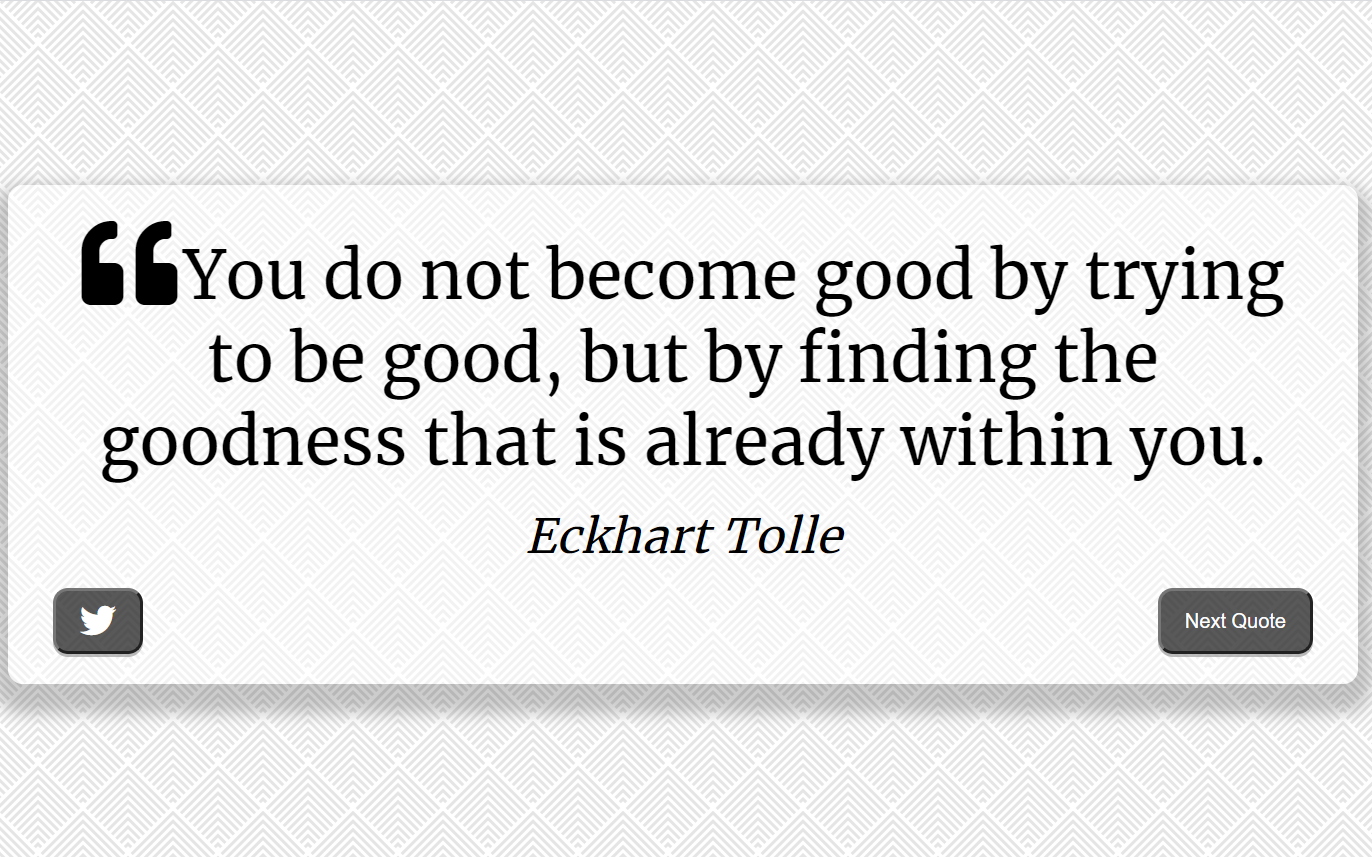 “You do not become good by trying
to be good, but by finding the
goodness that is already within you.
Eckhart Tolle
Next Quote